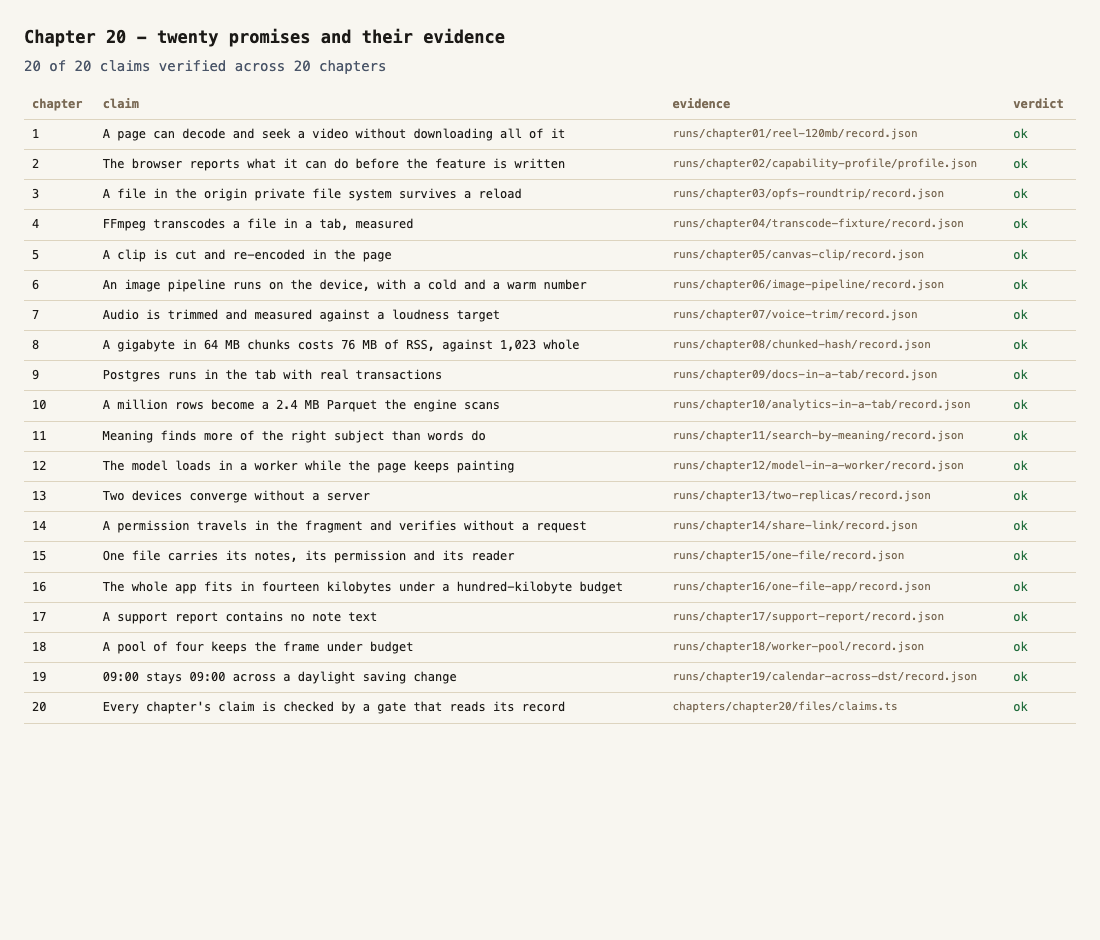 Chapter 20 – twenty promises and their evidence
20 of 20 claims verified across 20 chapters
chapter claim evidence verdict
1 A page can decode and seek a video without downloading all of it runs/chapter01/reel-120mb/record.json ok
2 The browser reports what it can do before the feature is written runs/chapter02/capability-profile/profile.json ok
3 A file in the origin private file system survives a reload runs/chapter03/opfs-roundtrip/record.json ok
4 FFmpeg transcodes a file in a tab, measured runs/chapter04/transcode-fixture/record.json ok
5 A clip is cut and re-encoded in the page runs/chapter05/canvas-clip/record.json ok
6 An image pipeline runs on the device, with a cold and a warm number runs/chapter06/image-pipeline/record.json ok
7 Audio is trimmed and measured against a loudness target runs/chapter07/voice-trim/record.json ok
8 A gigabyte in 64 MB chunks costs 76 MB of RSS, against 1,023 whole runs/chapter08/chunked-hash/record.json ok
9 Postgres runs in the tab with real transactions runs/chapter09/docs-in-a-tab/record.json ok
10 A million rows become a 2.4 MB Parquet the engine scans runs/chapter10/analytics-in-a-tab/record.json ok
11 Meaning finds more of the right subject than words do runs/chapter11/search-by-meaning/record.json ok
12 The model loads in a worker while the page keeps painting runs/chapter12/model-in-a-worker/record.json ok
13 Two devices converge without a server runs/chapter13/two-replicas/record.json ok
14 A permission travels in the fragment and verifies without a request runs/chapter14/share-link/record.json ok
15 One file carries its notes, its permission and its reader runs/chapter15/one-file/record.json ok
16 The whole app fits in fourteen kilobytes under a hundred-kilobyte budget runs/chapter16/one-file-app/record.json ok
17 A support report contains no note text runs/chapter17/support-report/record.json ok
18 A pool of four keeps the frame under budget runs/chapter18/worker-pool/record.json ok
19 09:00 stays 09:00 across a daylight saving change runs/chapter19/calendar-across-dst/record.json ok
20 Every chapter's claim is checked by a gate that reads its record chapters/chapter20/files/claims.ts ok